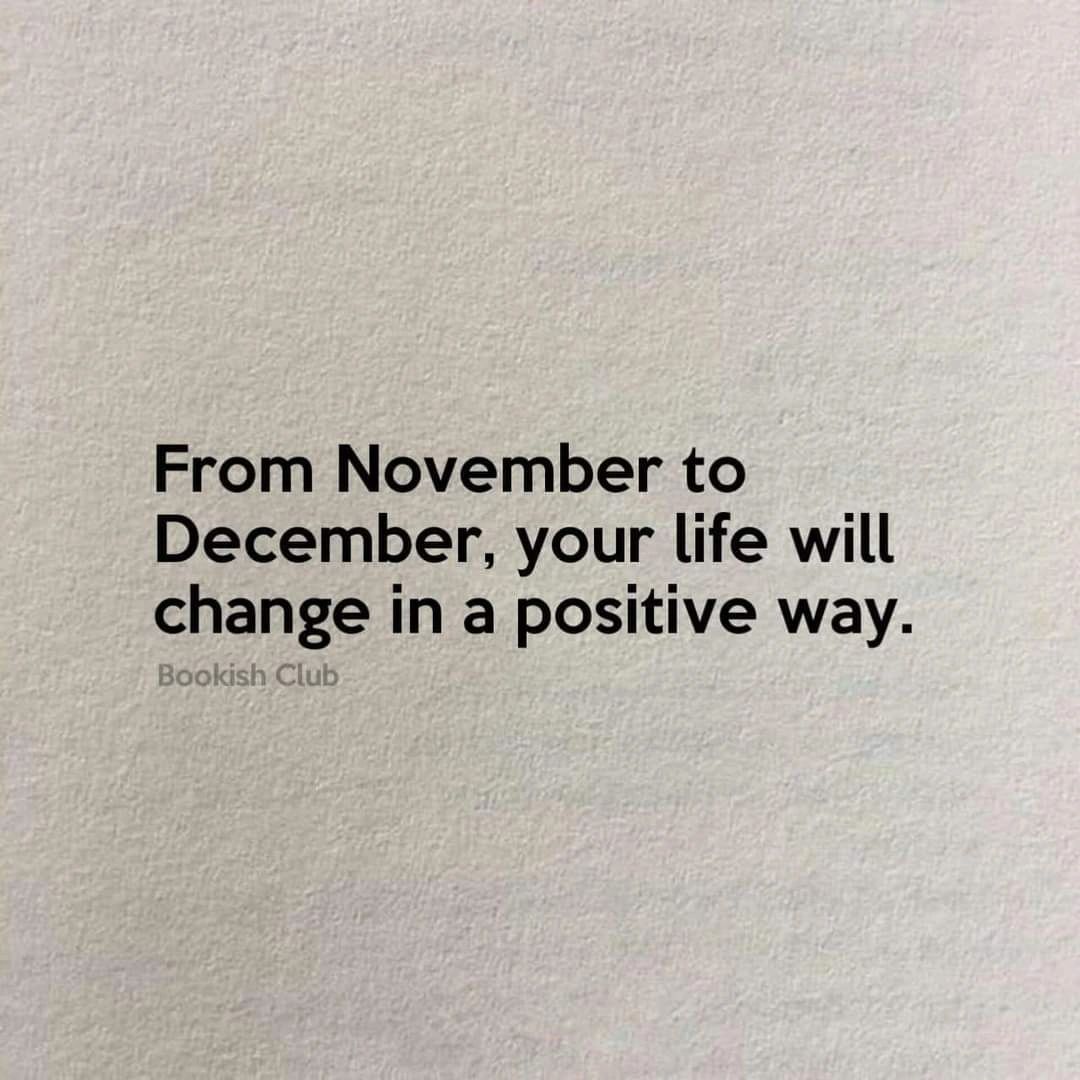 From November to
December, your life will
change in a positive way.
Bookish Club